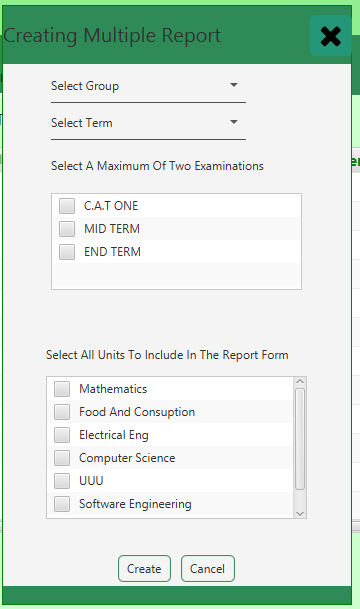 Creating Multiple Report
Select Group
Select Term
Select A Maximum Of Two Examinations
C.A.T ONE
MID TERM
END TERM
Select All Units To Include In The Report Form
Mathematics
Food And Consuption
Electrical Eng
Computer Science
UUU
Software Engineering
Create Cancel